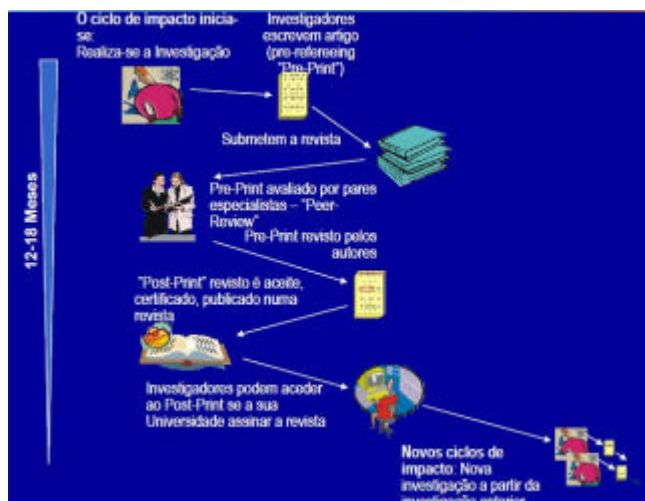 O ciclo de impacto inicia-
se:
Realiza-se a Investigação
Investigadores
escrevem artigo
(pre-refereeing
"Pre-Print")
Submetem a revista
12-18 Meses
Pre-Print avaliado por pares
especialistas – "Peer-
Review"
Pre-Print revisto pelos
autores
"Post-Print" revisto é aceite,
certificado, publicado numa
revista
Investigadores podem aceder
ao Post-Print se a sua
Universidade assinar a revista
Novos ciclos de
impacto: Nova
investigação a partir da
investigação anterior